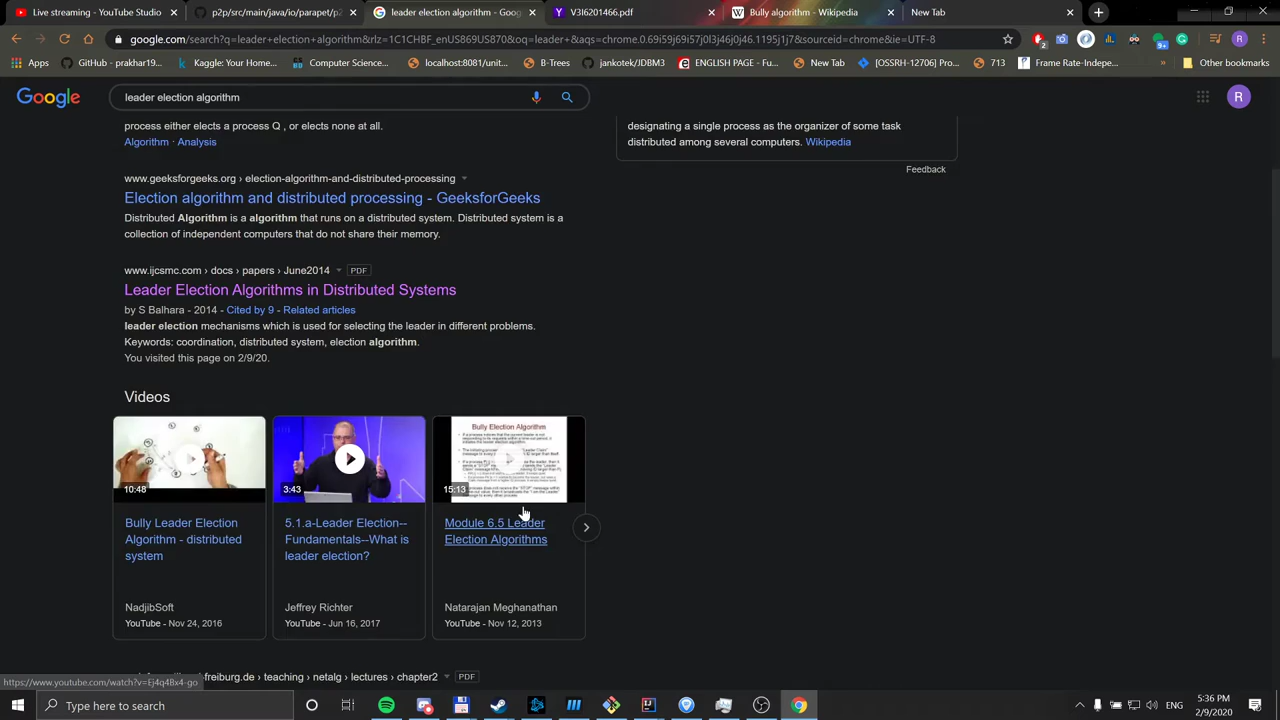 Live streaming - YouTube Studio
p2p/src/main/java/io/parapet/p2
leader election algorithm - Goog
V3I6201466.pdf
Bully algorithm - Wikipedia
New Tab
google.com/search?q=leader+election+algorithm&rlz=1C1CHBF_enUS869US870&oq=leader+&aqs=chrome.0.69i59j69i57j0l3j46j0j46.1195j1j7&sourceid=chrome&ie=UTF-8
2
9+
R
Apps
GitHub - prakhar19...
Kaggle: Your Home...
Computer Science...
localhost:8081/unit...
B-Trees
jankotek/JDBM3
ENGLISH PAGE - Fu...
New Tab
[OSSRH-12706] Pro...
713
Frame Rate-Indepe...
»
Other bookmarks
Google
leader election algorithm
R
process either elects a process Q , or elects none at all.
Algorithm · Analysis
designating a single process as the organizer of some task
distributed among several computers. Wikipedia
Feedback
www.geeksforgeeks.org › election-algorithm-and-distributed-processing
Election algorithm and distributed processing - GeeksforGeeks
Distributed Algorithm is a algorithm that runs on a distributed system. Distributed system is a
collection of independent computers that do not share their memory.
www.ijcsmc.com › docs › papers › June2014 PDF
Leader Election Algorithms in Distributed Systems
by S Balhara - 2014 - Cited by 9 - Related articles
leader election mechanisms which is used for selecting the leader in different problems.
Keywords: coordination, distributed system, election algorithm.
You visited this page on 2/9/20.
Videos
Bully Election Algorithm
10:48
43
15:13
Bully Leader Election
Algorithm - distributed
system
NadjibSoft
YouTube - Nov 24, 2016
5.1.a-Leader Election--
Fundamentals--What is
leader election?
Jeffrey Richter
YouTube - Jun 16, 2017
Module 6.5 Leader
Election Algorithms
Natarajan Meghanathan
YouTube - Nov 12, 2013
freiburg.de › teaching › netalg › lectures › chapter2 PDF
https://www.youtube.com/watch?v=Ej4q48x4-go
Type here to search
ENG
5:36 PM
2/9/2020